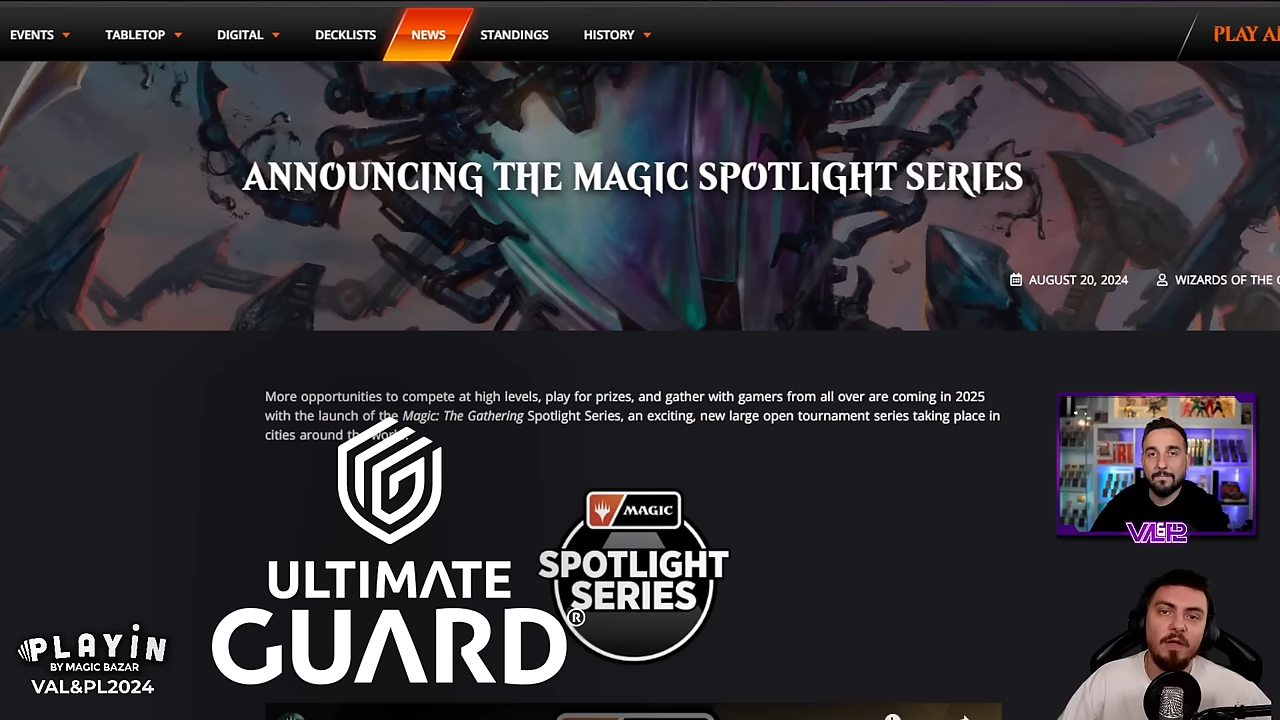 EVENTS TABLETOP DIGITAL DECKLISTS NEWS STANDINGS HISTORY
ANNOUNCING THE MAGIC SPOTLIGHT SERIES
AUGUST 20, 2024 WIZARDS OF THE
More opportunities to compete at high levels, play for prizes, and gather with gamers from all over are coming in 2025
with the launch of the Magic: The Gathering Spotlight Series, an exciting, new large open tournament series taking place in
cities around the world.
MAGIC
SPOTLIGHT
SERIES
ULTIMATE
GUARD®
PLAYIN
BY MAGIC BAZAR
VAL&PL2024